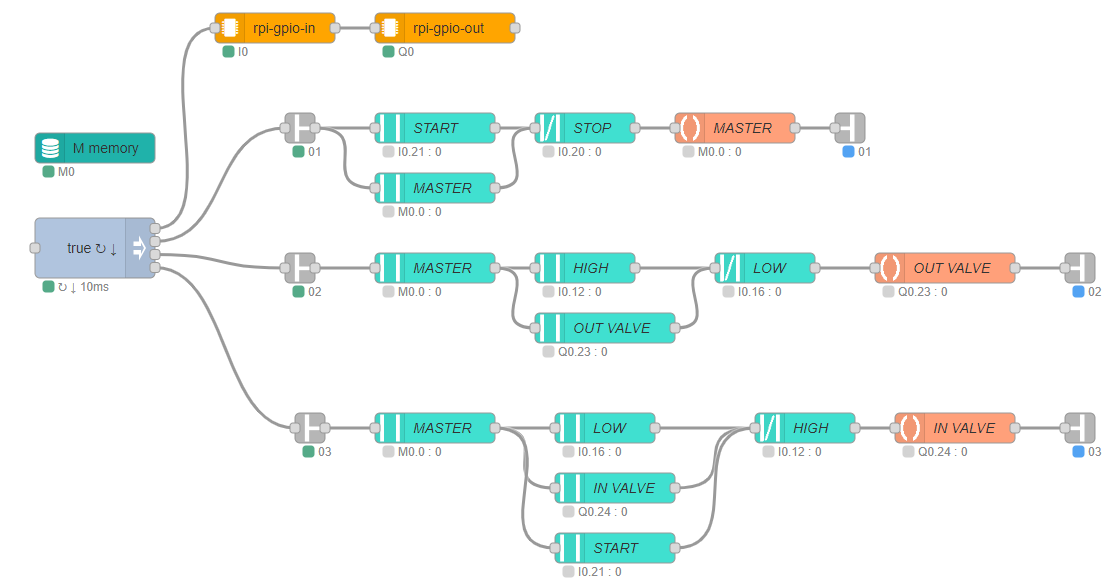 rpi-gpio-in
rpi-gpio-out
I0
Q0
START
STOP
MASTER
01
I0.21 : 0
I0.20 : 0
M0.0 : 0
01
M memory
M0
MASTER
M0.0 : 0
true ↻ ↓
↻ ↓ 10ms
MASTER
HIGH
LOW
OUT VALVE
02
M0.0 : 0
I0.12 : 0
I0.16 : 0
Q0.23 : 0
02
OUT VALVE
Q0.23 : 0
MASTER
LOW
HIGH
IN VALVE
03
M0.0 : 0
I0.16 : 0
I0.12 : 0
Q0.24 : 0
03
IN VALVE
Q0.24 : 0
START
I0.21 : 0